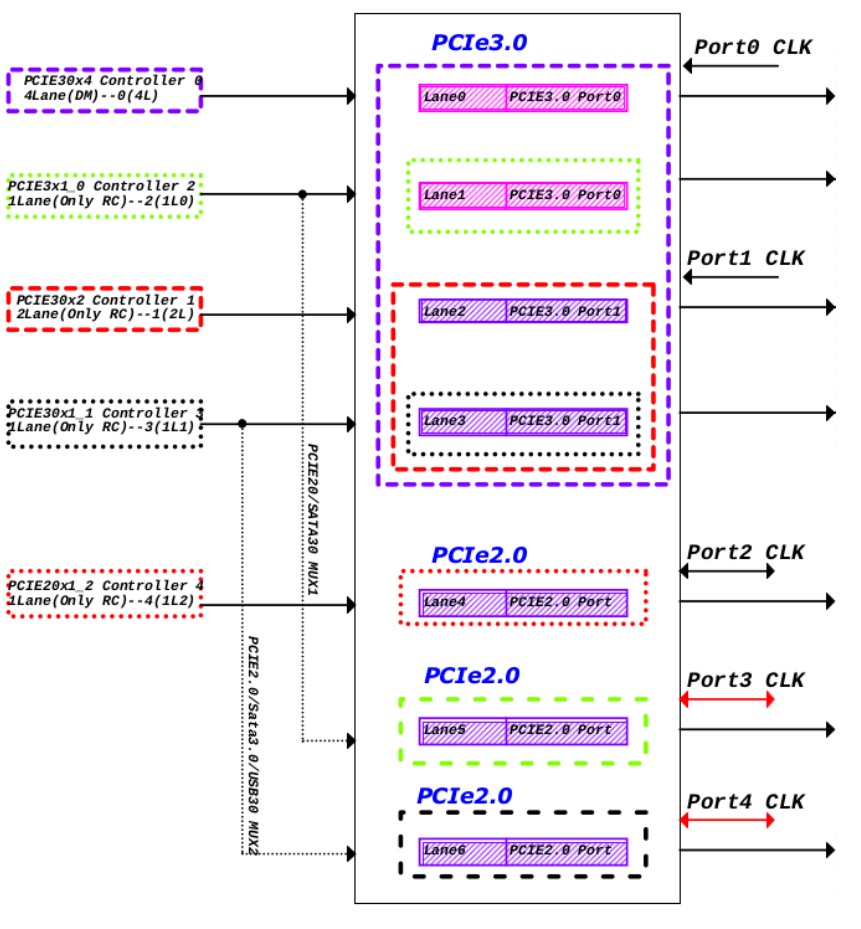 PCIe3.0
Port0 CLK
PCIE30x4 Controller 0
4Lane(DM)--0(4L)
Lane0 PCIE3.0 Port0
PCIE3x1_0 Controller 2
1Lane(Only RC)--2(1L0)
Lane1 PCIE3.0 Port0
Port1 CLK
PCIE30x2 Controller 1
2Lane(Only RC)--1(2L)
Lane2 PCIE3.0 Port1
PCIE30x1_1 Controller 3
1Lane(Only RC)--3(1L1)
Lane3 PCIE3.0 Port1
PCIE20/SATA30 MUX1
PCIe2.0
Port2 CLK
PCIE20x1_2 Controller 4
1Lane(Only RC)--4(1L2)
Lane4 PCIE2.0 Port
PCIE2.0/Sata3.0/USB30 MUX2
PCIe2.0
Port3 CLK
Lane5 PCIE2.0 Port
PCIe2.0
Port4 CLK
Lane6 PCIE2.0 Port